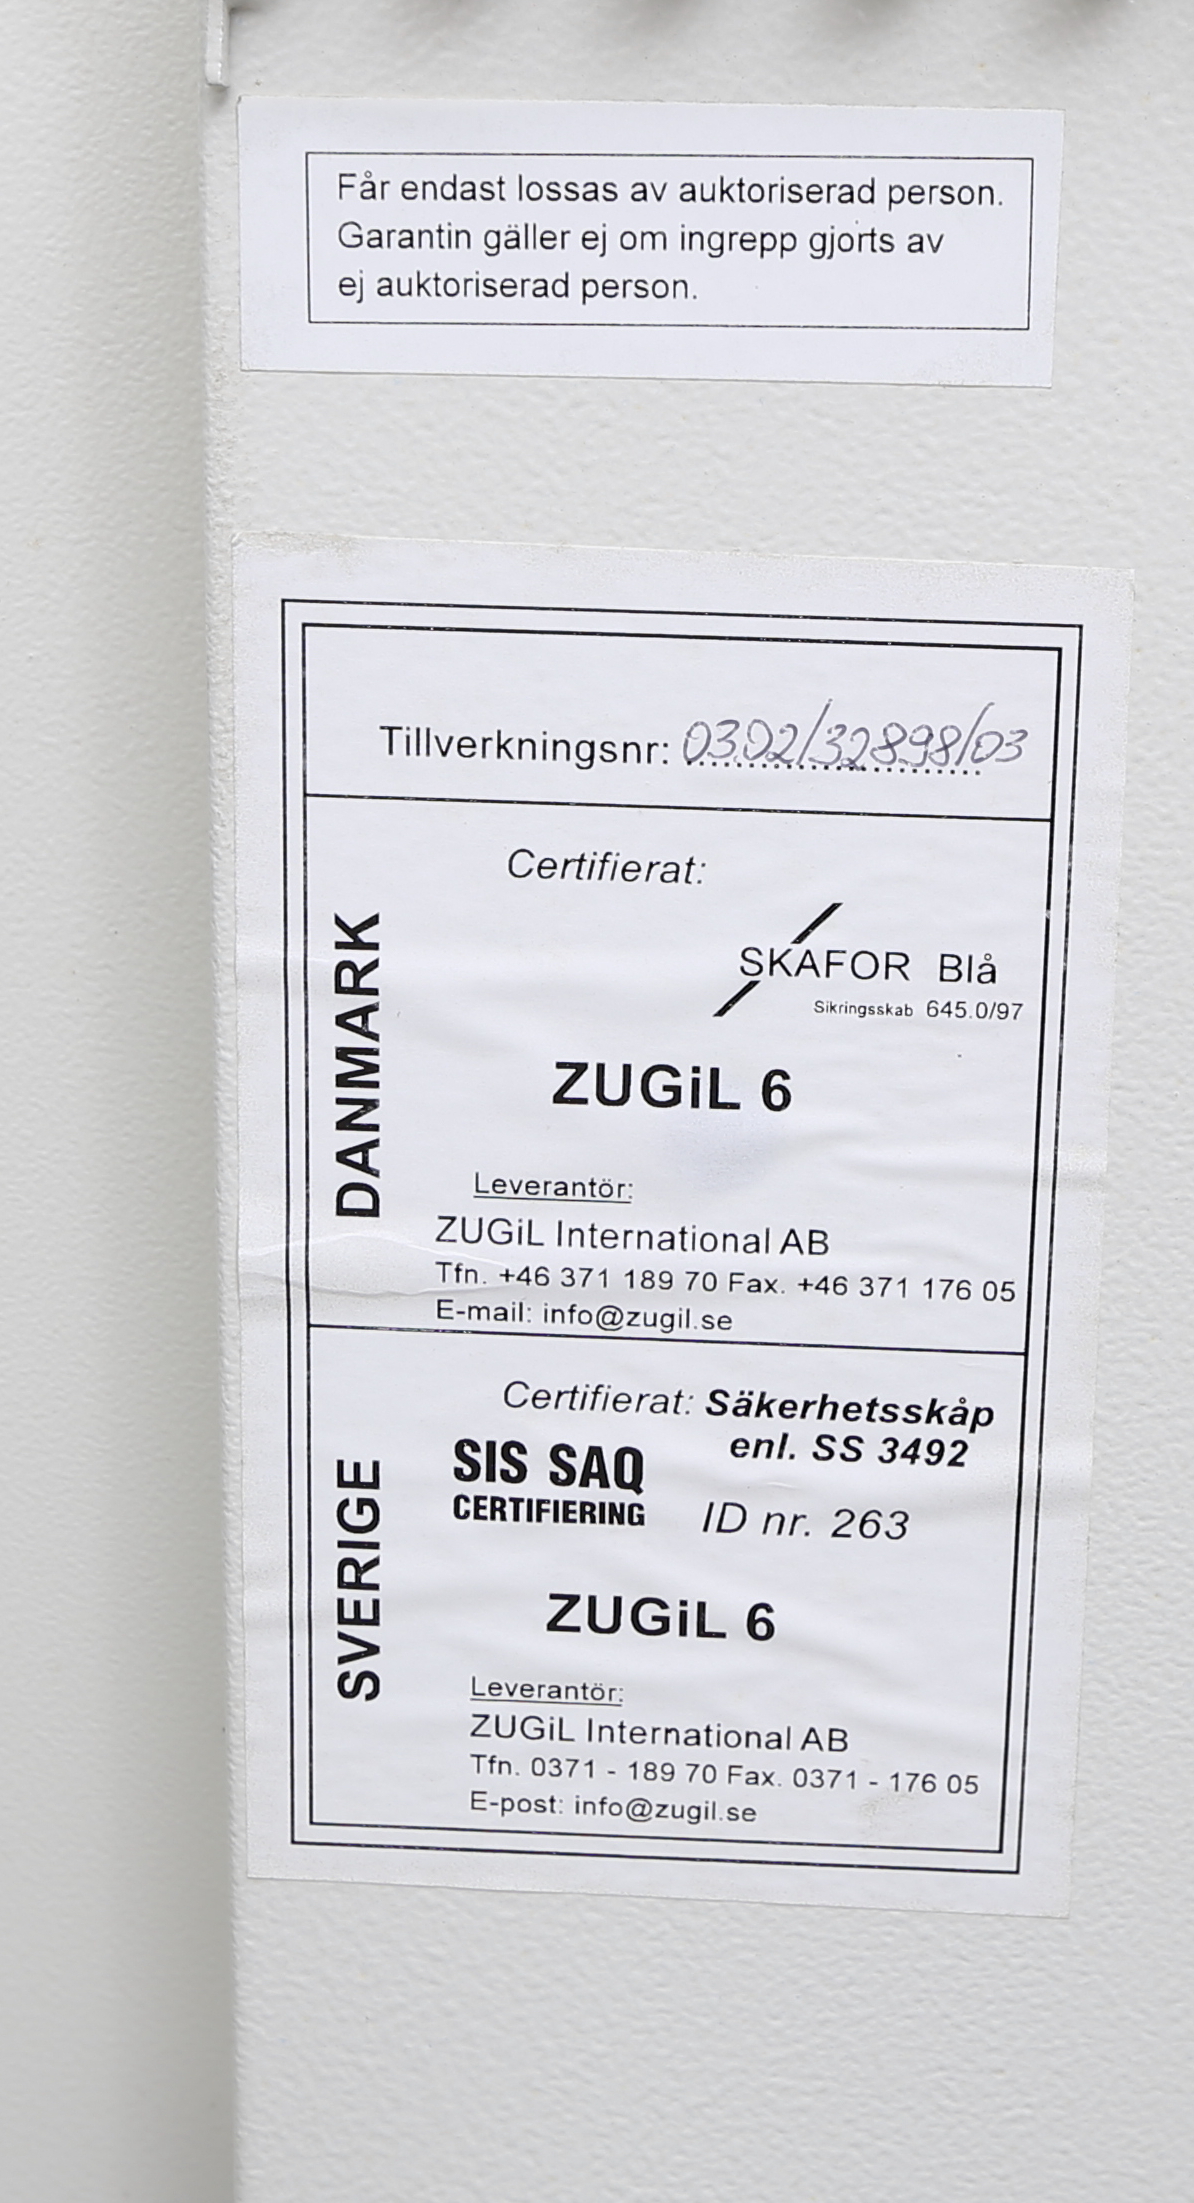 Får endast lossas av auktoriserad person.
Garantin gäller ej om ingrepp gjorts av
ej auktoriserad person.
Tillverkningsnr: 0302/32898/03
DANMARK
Certifierat:
SKAFOR Blå
Sikringsskab 645.0/97
ZUGiL 6
Leverantör:
ZUGiL International AB
Tfn. +46 371 189 70 Fax. +46 371 176 05
E-mail: info@zugil.se
SVERIGE
Certifierat: Säkerhetsskåp
enl. SS 3492
SIS SAQ
CERTIFIERING
ID nr. 263
ZUGiL 6
Leverantör:
ZUGiL International AB
Tfn. 0371 - 189 70 Fax. 0371 - 176 05
E-post: info@zugil.se